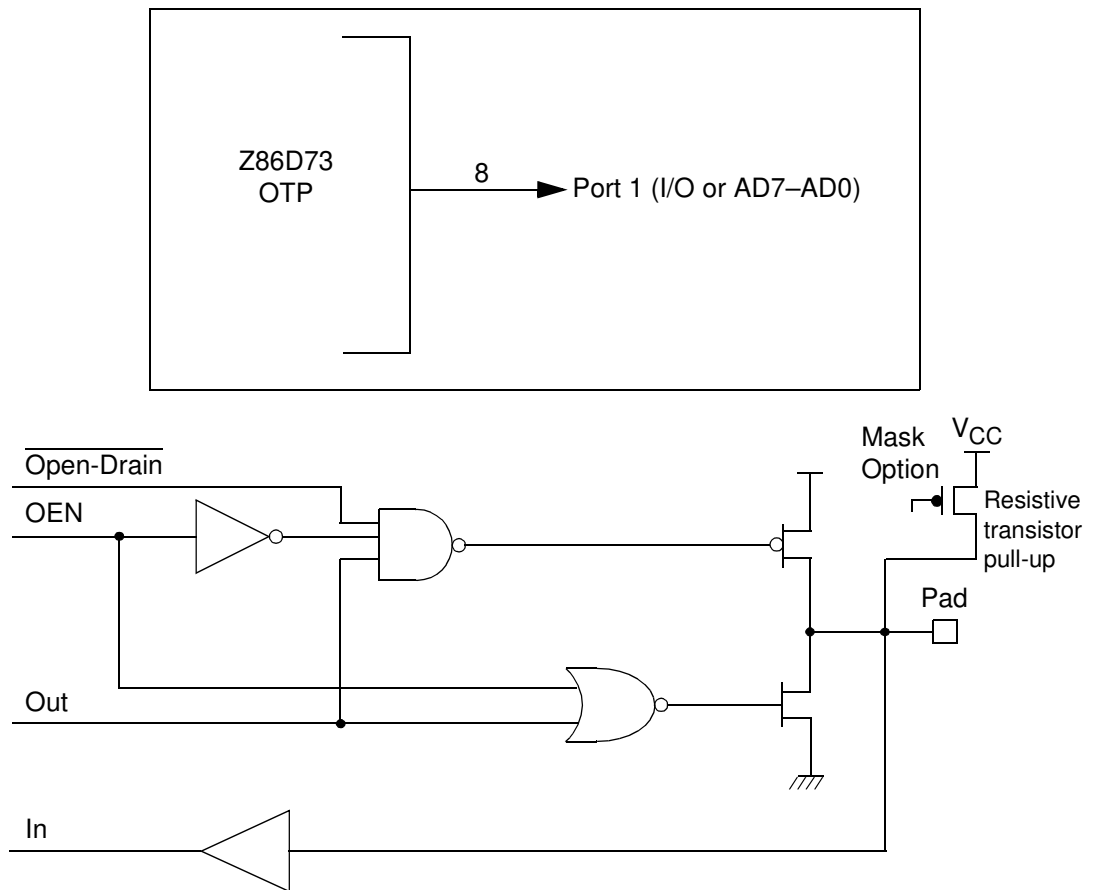 Z86D73
OTP
8
Port 1 (I/O or AD7–AD0)
Open-Drain
OEN
Out
In
Mask
Option
VCC
Resistive
transistor
pull-up
Pad